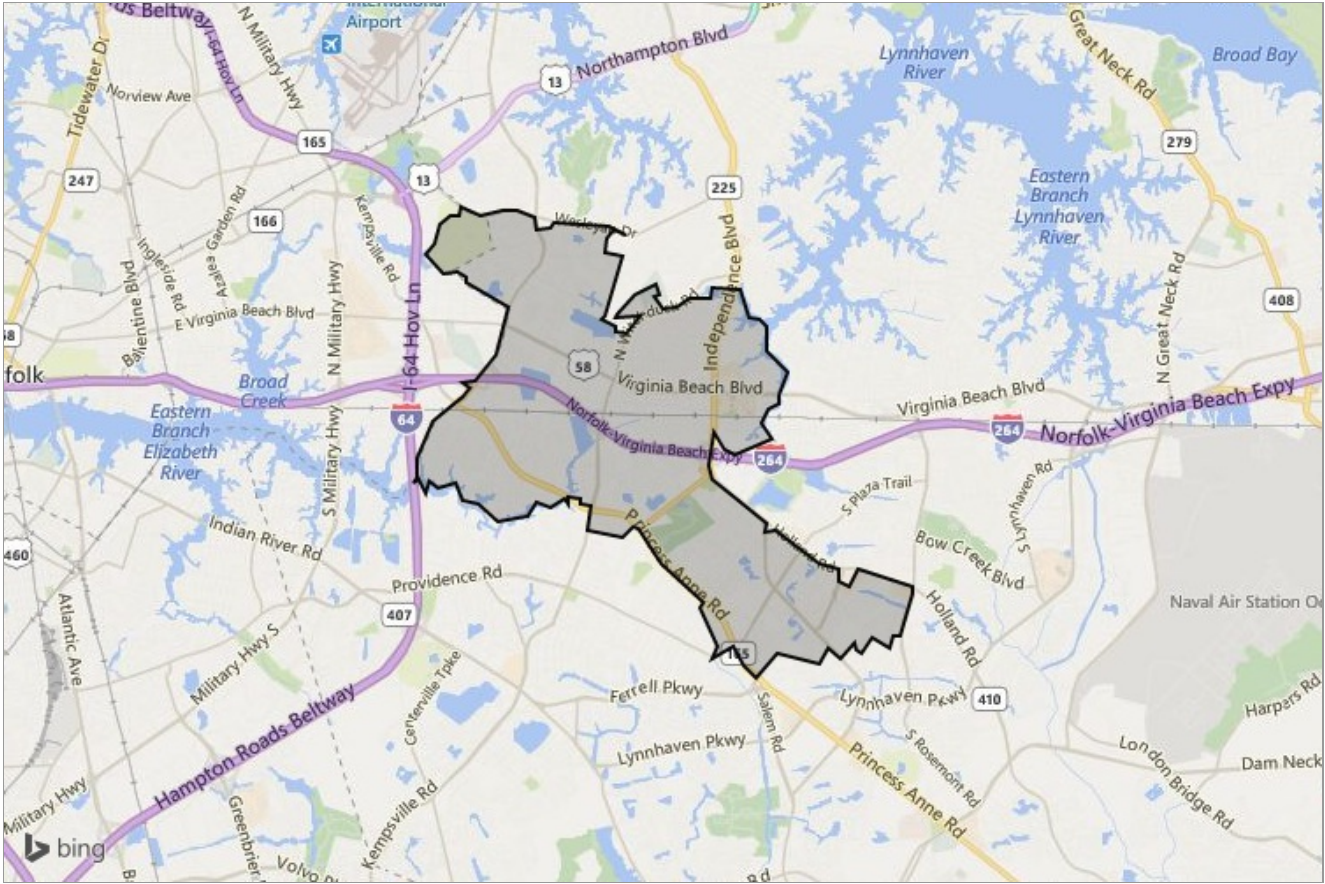 International
Airport
us Beltway
I-64 Hov Ln
N Military Hwy
Northampton Blvd
13
Great Neck Rd
Lynnhaven
River
Broad Bay
Tidewater Dr
Norview Ave
165
279
247
13
225
Eastern
Branch
Lynnhaven
River
166
Azalea Garden Rd
Kempsville Rd
Ingleside Rd
Ballentine Blvd
N Military Hwy
I-64 Hov Ln
Independence Blvd
N Great Neck Rd
408
E Virginia Beach Blvd
58
58
folk
Virginia Beach Blvd
Virginia Beach Blvd
Broad
Creek
Eastern
Branch
Elizabeth
River
64
Norfolk-Virginia Beach Expy
264
264
Norfolk-Virginia Beach Expy
S Military Hwy
S Plaza Trail
S Lynnhaven Rd
Indian River Rd
Princess Anne Rd
Holland Rd
Bow Creek Blvd
460
Providence Rd
407
Atlantic Ave
Holland Rd
Naval Air Station Oc
Military Hwy S
165
Centerville Tpke
Ferrell Pkwy
Lynnhaven Pkwy
410
Harpers Rd
Hampton Roads Beltway
Salem Rd
Lynnhaven Pkwy
S Rosemont Rd
London Bridge Rd
Dam Neck
Princess Anne Rd
Military Hwy
Kempsville Rd
Greenbrier
bing
Volvo
Rd